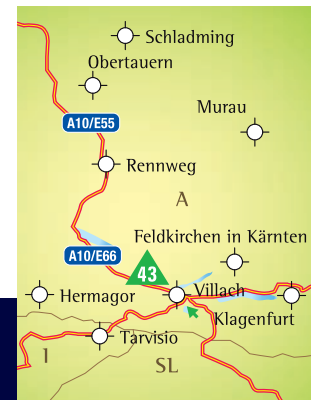 Schladming
Obertauern
Murau
A10/E55
Rennweg
A
Feldkirchen in Kärnten
A10/E66
43
Villach
Hermagor
Klagenfurt
Tarvisio
I
SL